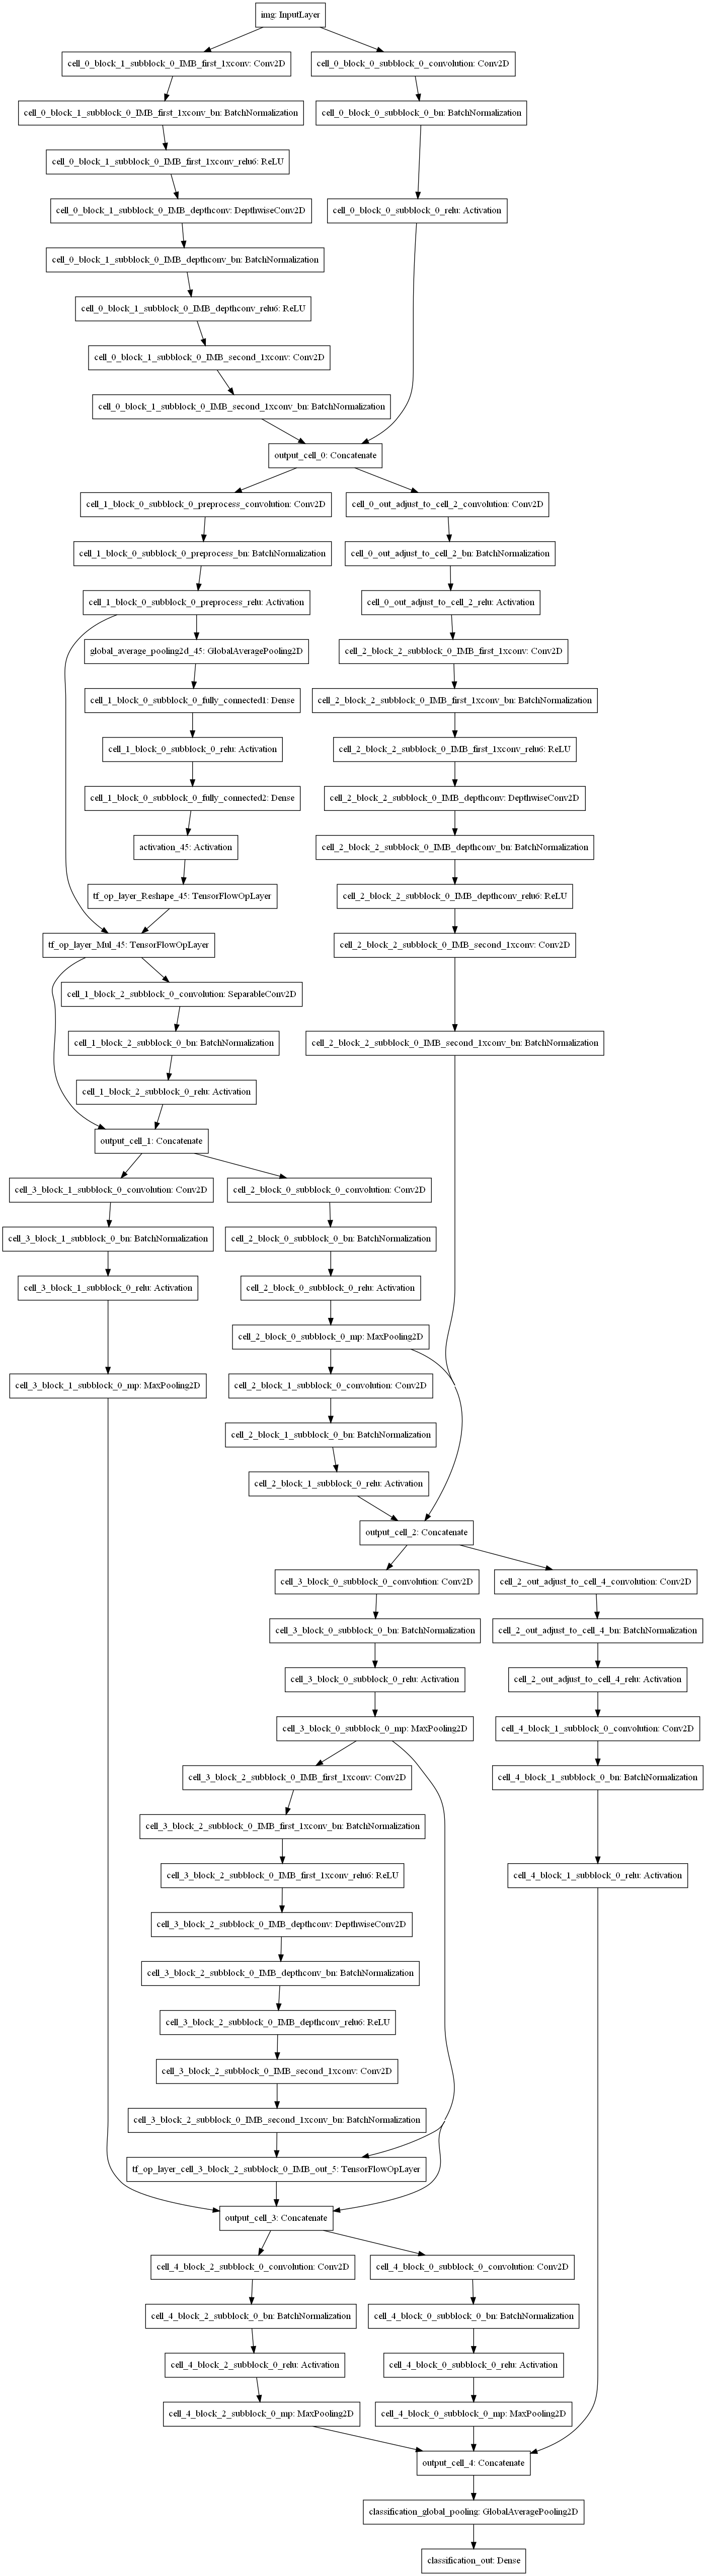 img: InputLayer
cell_0_block_1_subblock_0_IMB_first_1xconv: Conv2D
cell_0_block_0_subblock_0_convolution: Conv2D
cell_0_block_1_subblock_0_IMB_first_1xconv_bn: BatchNormalization
cell_0_block_0_subblock_0_bn: BatchNormalization
cell_0_block_1_subblock_0_IMB_first_1xconv_relu6: ReLU
cell_0_block_1_subblock_0_IMB_depthconv: DepthwiseConv2D
cell_0_block_0_subblock_0_relu: Activation
cell_0_block_1_subblock_0_IMB_depthconv_bn: BatchNormalization
cell_0_block_1_subblock_0_IMB_depthconv_relu6: ReLU
cell_0_block_1_subblock_0_IMB_second_1xconv: Conv2D
cell_0_block_1_subblock_0_IMB_second_1xconv_bn: BatchNormalization
output_cell_0: Concatenate
cell_1_block_0_subblock_0_preprocess_convolution: Conv2D
cell_0_out_adjust_to_cell_2_convolution: Conv2D
cell_1_block_0_subblock_0_preprocess_bn: BatchNormalization
cell_0_out_adjust_to_cell_2_bn: BatchNormalization
cell_1_block_0_subblock_0_preprocess_relu: Activation
cell_0_out_adjust_to_cell_2_relu: Activation
global_average_pooling2d_45: GlobalAveragePooling2D
cell_2_block_2_subblock_0_IMB_first_1xconv: Conv2D
cell_1_block_0_subblock_0_fully_connected1: Dense
cell_2_block_2_subblock_0_IMB_first_1xconv_bn: BatchNormalization
cell_1_block_0_subblock_0_relu: Activation
cell_2_block_2_subblock_0_IMB_first_1xconv_relu6: ReLU
cell_1_block_0_subblock_0_fully_connected2: Dense
cell_2_block_2_subblock_0_IMB_depthconv: DepthwiseConv2D
activation_45: Activation
cell_2_block_2_subblock_0_IMB_depthconv_bn: BatchNormalization
tf_op_layer_Reshape_45: TensorFlowOpLayer
cell_2_block_2_subblock_0_IMB_depthconv_relu6: ReLU
tf_op_layer_Mul_45: TensorFlowOpLayer
cell_2_block_2_subblock_0_IMB_second_1xconv: Conv2D
cell_1_block_2_subblock_0_convolution: SeparableConv2D
cell_1_block_2_subblock_0_bn: BatchNormalization
cell_2_block_2_subblock_0_IMB_second_1xconv_bn: BatchNormalization
cell_1_block_2_subblock_0_relu: Activation
output_cell_1: Concatenate
cell_3_block_1_subblock_0_convolution: Conv2D
cell_2_block_0_subblock_0_convolution: Conv2D
cell_3_block_1_subblock_0_bn: BatchNormalization
cell_2_block_0_subblock_0_bn: BatchNormalization
cell_3_block_1_subblock_0_relu: Activation
cell_2_block_0_subblock_0_relu: Activation
cell_2_block_0_subblock_0_mp: MaxPooling2D
cell_3_block_1_subblock_0_mp: MaxPooling2D
cell_2_block_1_subblock_0_convolution: Conv2D
cell_2_block_1_subblock_0_bn: BatchNormalization
cell_2_block_1_subblock_0_relu: Activation
output_cell_2: Concatenate
cell_3_block_0_subblock_0_convolution: Conv2D
cell_2_out_adjust_to_cell_4_convolution: Conv2D
cell_3_block_0_subblock_0_bn: BatchNormalization
cell_2_out_adjust_to_cell_4_bn: BatchNormalization
cell_3_block_0_subblock_0_relu: Activation
cell_2_out_adjust_to_cell_4_relu: Activation
cell_3_block_0_subblock_0_mp: MaxPooling2D
cell_4_block_1_subblock_0_convolution: Conv2D
cell_3_block_2_subblock_0_IMB_first_1xconv: Conv2D
cell_4_block_1_subblock_0_bn: BatchNormalization
cell_3_block_2_subblock_0_IMB_first_1xconv_bn: BatchNormalization
cell_3_block_2_subblock_0_IMB_first_1xconv_relu6: ReLU
cell_4_block_1_subblock_0_relu: Activation
cell_3_block_2_subblock_0_IMB_depthconv: DepthwiseConv2D
cell_3_block_2_subblock_0_IMB_depthconv_bn: BatchNormalization
cell_3_block_2_subblock_0_IMB_depthconv_relu6: ReLU
cell_3_block_2_subblock_0_IMB_second_1xconv: Conv2D
cell_3_block_2_subblock_0_IMB_second_1xconv_bn: BatchNormalization
tf_op_layer_cell_3_block_2_subblock_0_IMB_out_5: TensorFlowOpLayer
output_cell_3: Concatenate
cell_4_block_2_subblock_0_convolution: Conv2D
cell_4_block_0_subblock_0_convolution: Conv2D
cell_4_block_2_subblock_0_bn: BatchNormalization
cell_4_block_0_subblock_0_bn: BatchNormalization
cell_4_block_2_subblock_0_relu: Activation
cell_4_block_0_subblock_0_relu: Activation
cell_4_block_2_subblock_0_mp: MaxPooling2D
cell_4_block_0_subblock_0_mp: MaxPooling2D
output_cell_4: Concatenate
classification_global_pooling: GlobalAveragePooling2D
classification_out: Dense